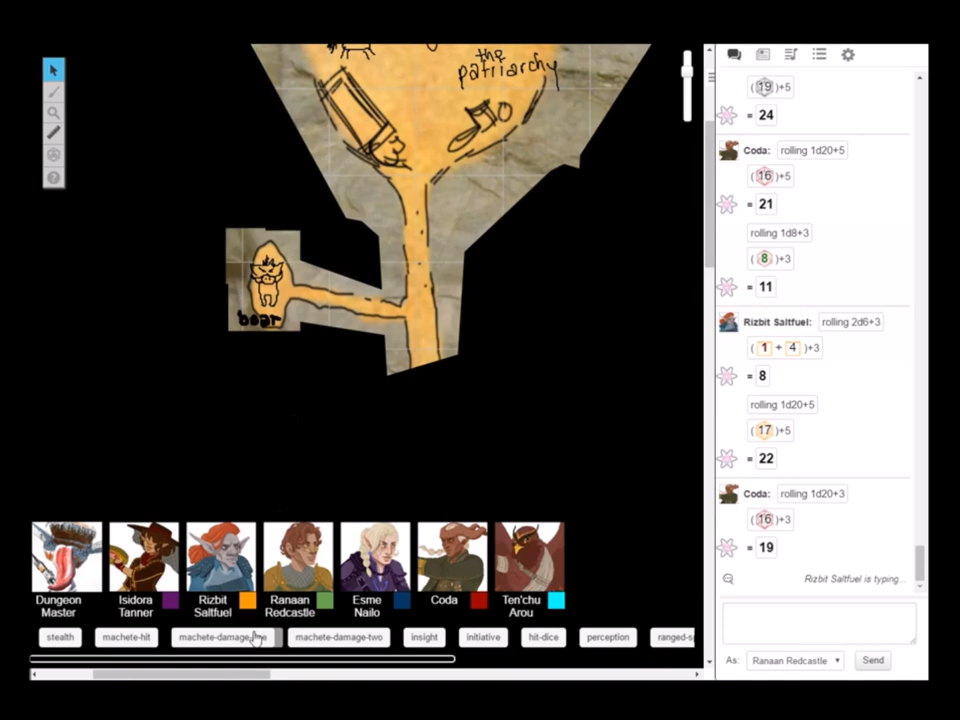 the
patriarchy
bear
Dungeon
Master
Isidora
Tanner
Rizbit
Saltfuel
Ranaan
Redcastle
Esme
Nailo
Coda
Ten'chu
Arou
stealth
machete-hit
machete-damage
machete-damage-two
insight
initiative
hit-dice
perception
ranged-s
(19)+5
= 24
Coda: rolling 1d20+5
(16)+5
= 21
rolling 1d8+3
(8)+3
= 11
Rizbit Saltfuel: rolling 2d6+3
(1 + 4)+3
= 8
rolling 1d20+5
(17)+5
= 22
Coda: rolling 1d20+3
(16)+3
= 19
Rizbit Saltfuel is typing...
As: Ranaan Redcastle Send